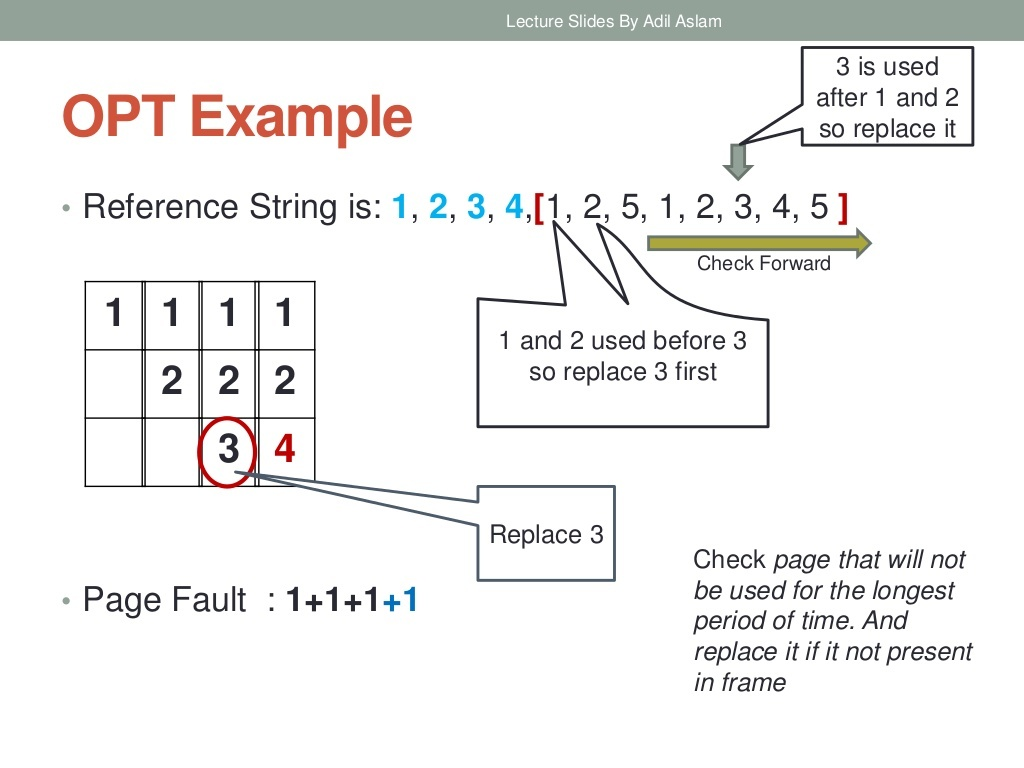 Lecture Slides By Adil Aslam
3 is used
after 1 and 2
so replace it
OPT Example
• Reference String is: 1, 2, 3, 4,[1, 2, 5, 1, 2, 3, 4, 5 ]
Check Forward
1 1 1 1
2 2 2
3 4
1 and 2 used before 3
so replace 3 first
Replace 3
• Page Fault : 1+1+1+1
Check page that will not
be used for the longest
period of time. And
replace it if it not present
in frame